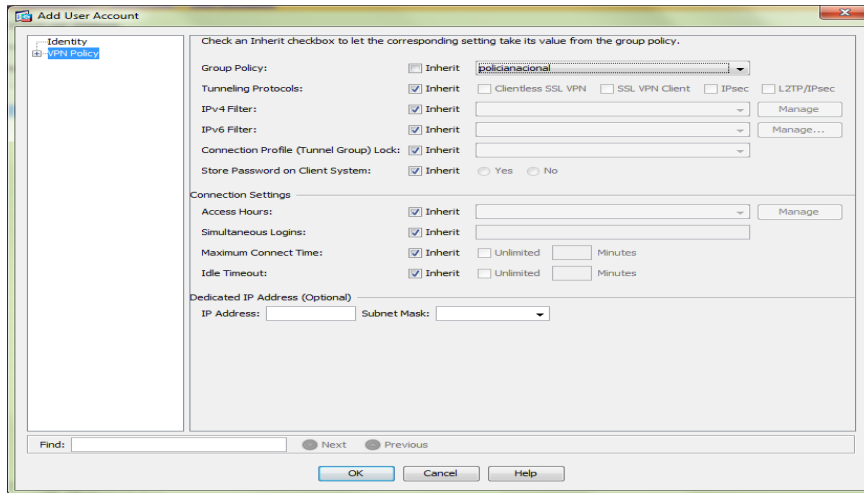 Add User Account
Identity
VPN Policy
Check an Inherit checkbox to let the corresponding setting take its value from the group policy.
Group Policy: Inherit policianacional
Tunneling Protocols: Inherit Clientless SSL VPN SSL VPN Client IPsec L2TP/IPsec
IPv4 Filter: Inherit Manage
IPv6 Filter: Inherit Manage...
Connection Profile (Tunnel Group) Lock: Inherit
Store Password on Client System: Inherit Yes No
Connection Settings
Access Hours: Inherit Manage
Simultaneous Logins: Inherit
Maximum Connect Time: Inherit Unlimited Minutes
Idle Timeout: Inherit Unlimited Minutes
Dedicated IP Address (Optional)
IP Address: Subnet Mask:
Find: Next Previous
OK Cancel Help